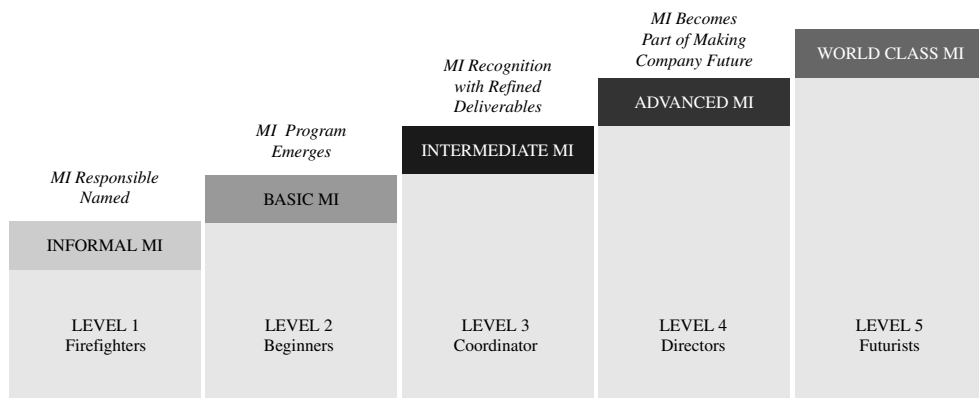 MI Responsible
Named
INFORMAL MI
LEVEL 1
Firefighters
MI Program
Emerges
BASIC MI
LEVEL 2
Beginners
MI Recognition
with Refined
Deliverables
INTERMEDIATE MI
LEVEL 3
Coordinator
MI Becomes
Part of Making
Company Future
ADVANCED MI
LEVEL 4
Directors
WORLD CLASS MI
LEVEL 5
Futurists